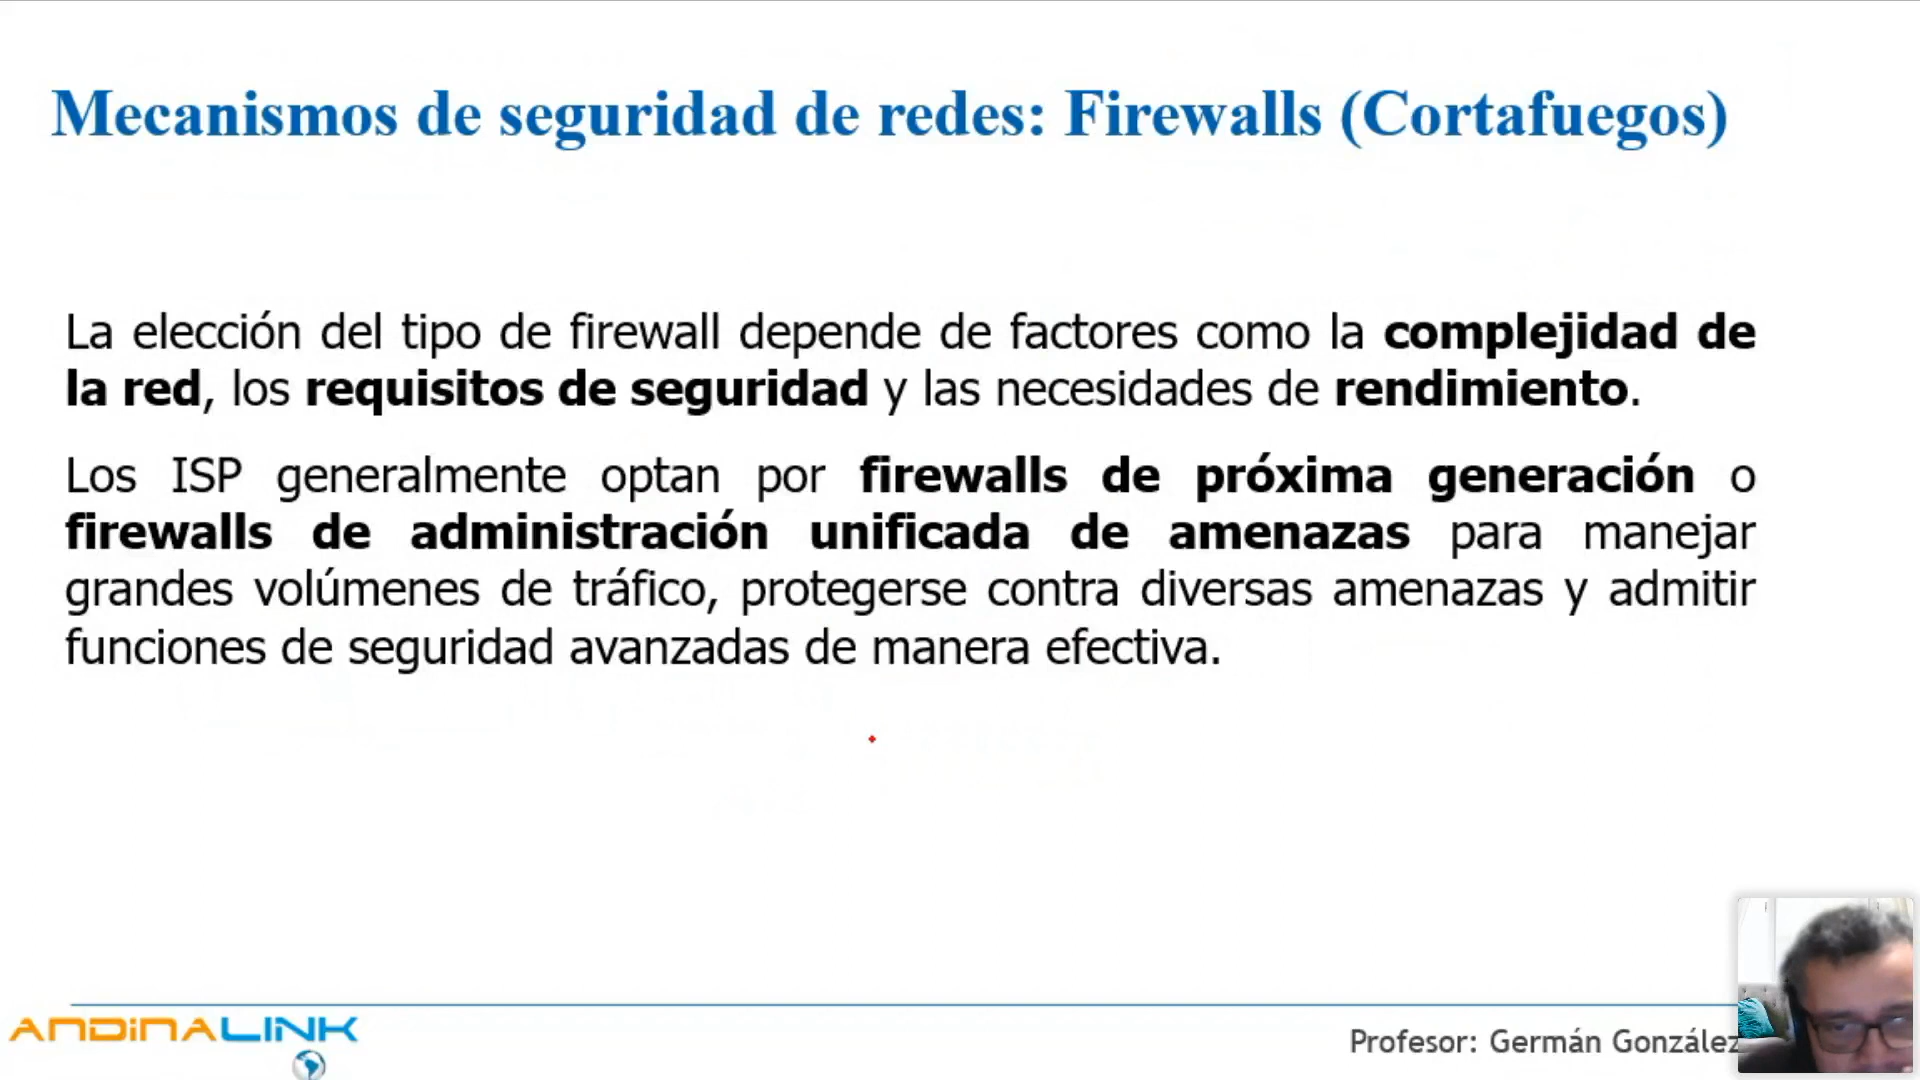 Mecanismos de seguridad de redes: Firewalls (Cortafuegos)
La elección del tipo de firewall depende de factores como la complejidad de
la red, los requisitos de seguridad y las necesidades de rendimiento.
Los ISP generalmente optan por firewalls de próxima generación o
firewalls de administración unificada de amenazas para manejar
grandes volúmenes de tráfico, protegerse contra diversas amenazas y admitir
funciones de seguridad avanzadas de manera efectiva.
ANDINALINK
Profesor: Germán González